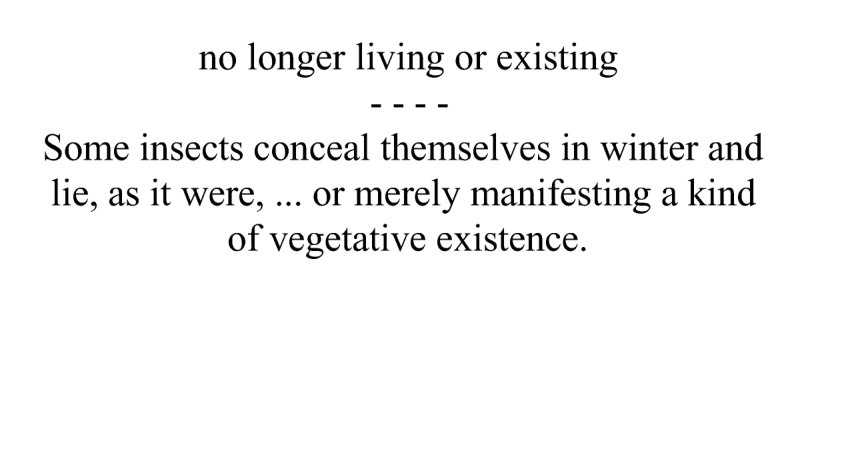 no longer living or existing
- - - -
Some insects conceal themselves in winter and
lie, as it were, ... or merely manifesting a kind
of vegetative existence.